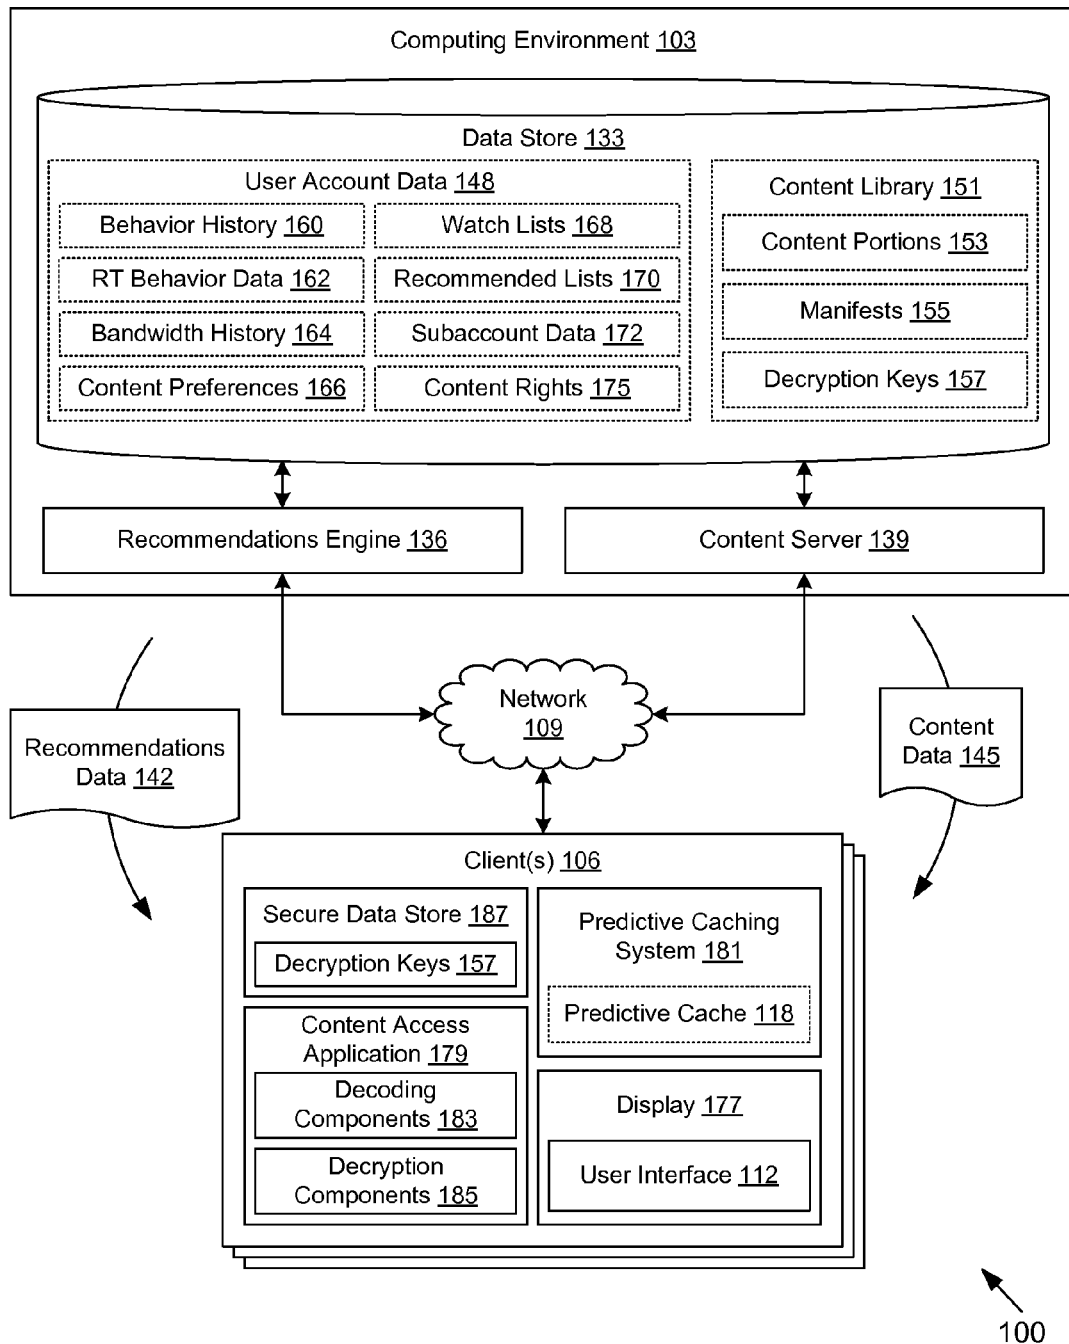 Computing Environment 103
Data Store 133
User Account Data 148
Behavior History 160
Watch Lists 168
RT Behavior Data 162
Recommended Lists 170
Bandwidth History 164
Subaccount Data 172
Content Preferences 166
Content Rights 175
Content Library 151
Content Portions 153
Manifests 155
Decryption Keys 157
Recommendations Engine 136
Content Server 139
Network
109
Recommendations
Data 142
Content
Data 145
Client(s) 106
Secure Data Store 187
Decryption Keys 157
Content Access
Application 179
Decoding
Components 183
Decryption
Components 185
Predictive Caching
System 181
Predictive Cache 118
Display 177
User Interface 112
100